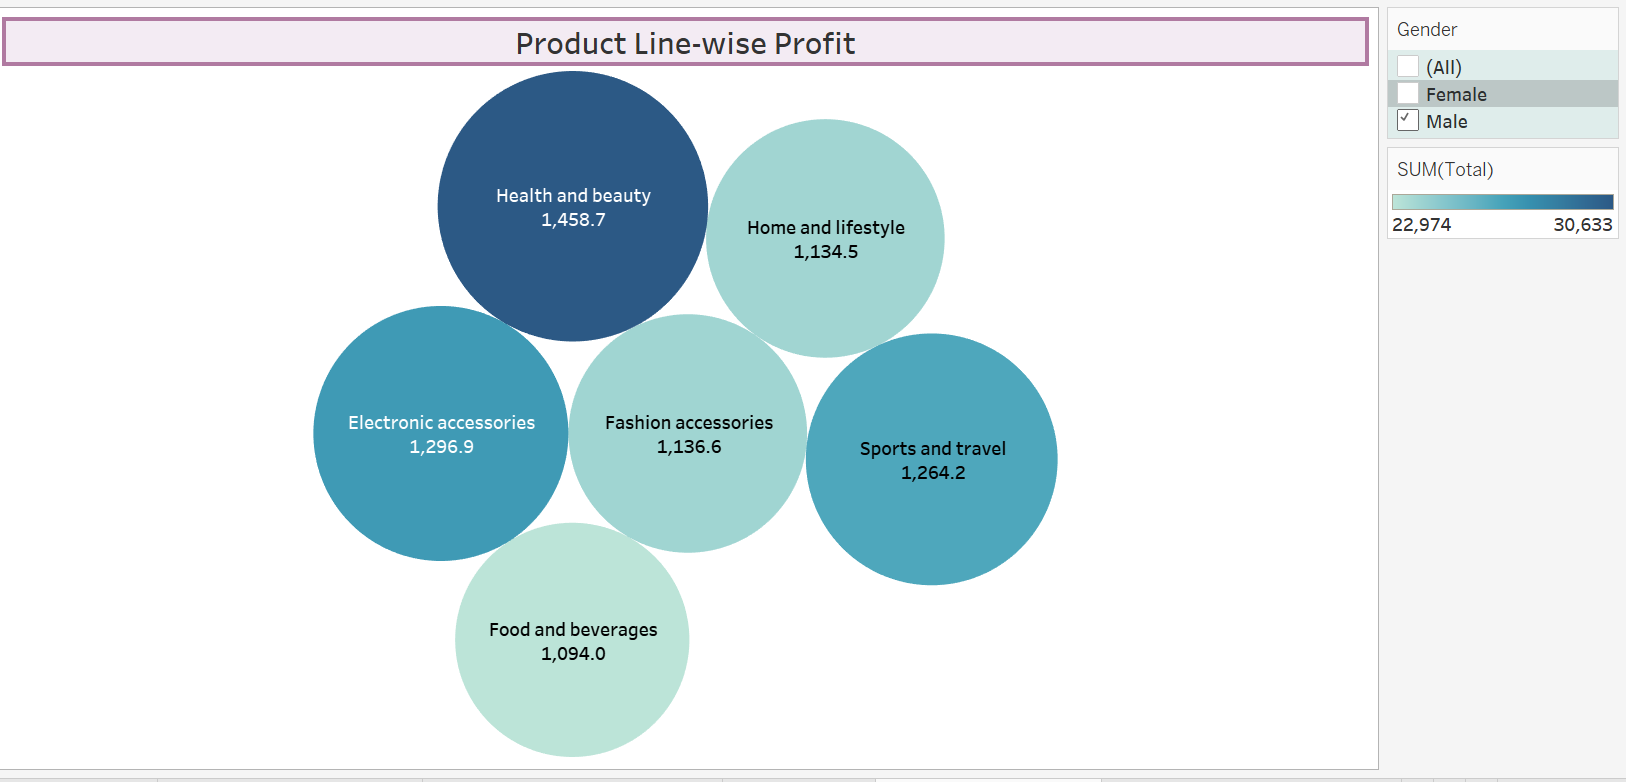 Product Line-wise Profit
Health and beauty
1,458.7
Home and lifestyle
1,134.5
Electronic accessories
1,296.9
Fashion accessories
1,136.6
Sports and travel
1,264.2
Food and beverages
1,094.0
Gender
(All)
Female
Male
SUM(Total)
22,974 30,633